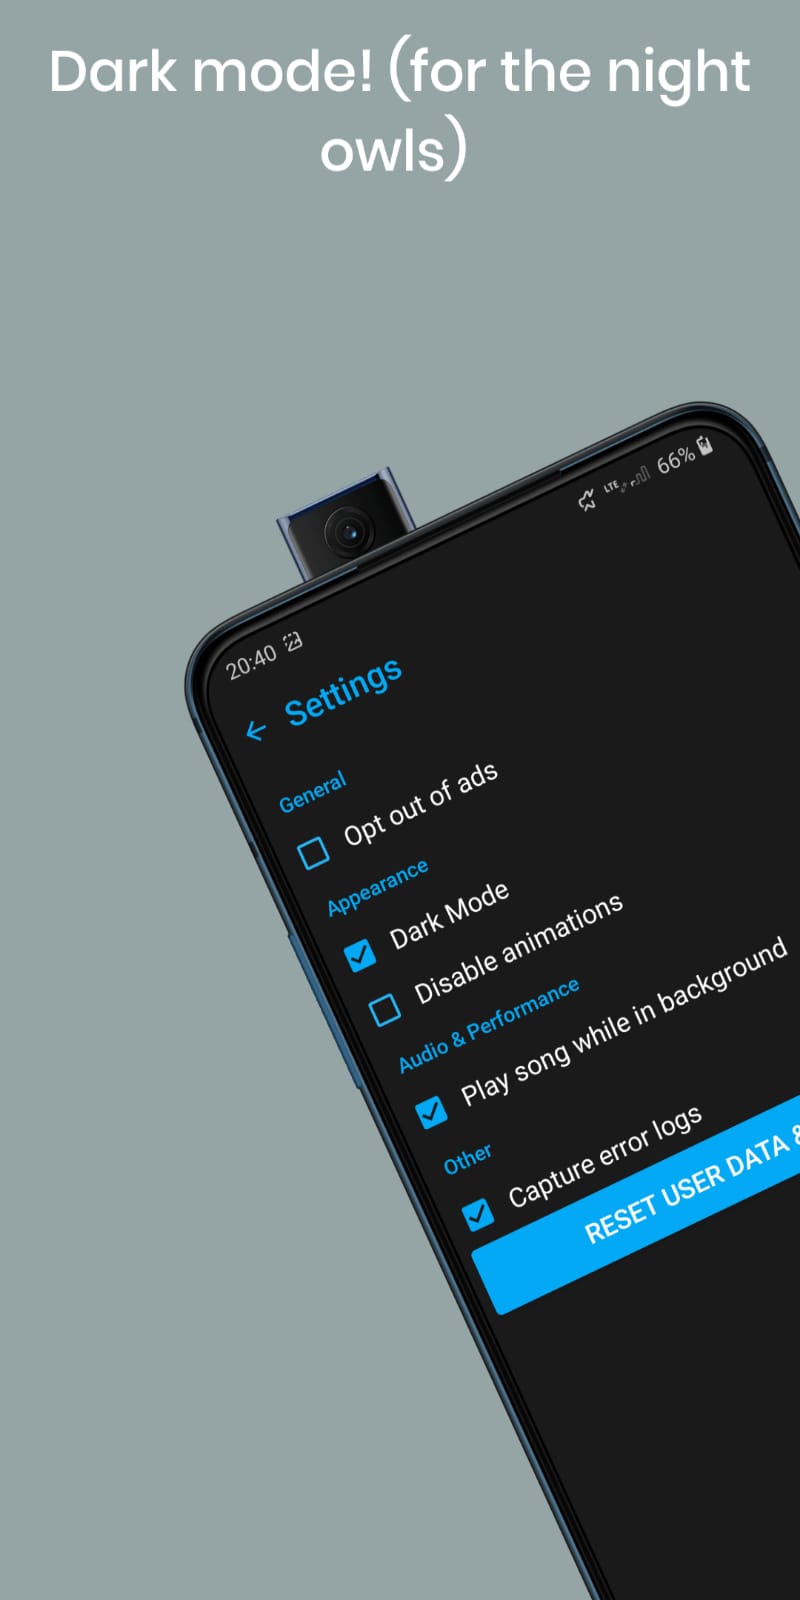 Dark mode! (for the night
owls)
LTE 66%
20:40
Settings
General
Opt out of ads
Appearance
Dark Mode
Disable animations
Audio & Performance
Play song while in background
Other
Capture error logs
RESET USER DATA &